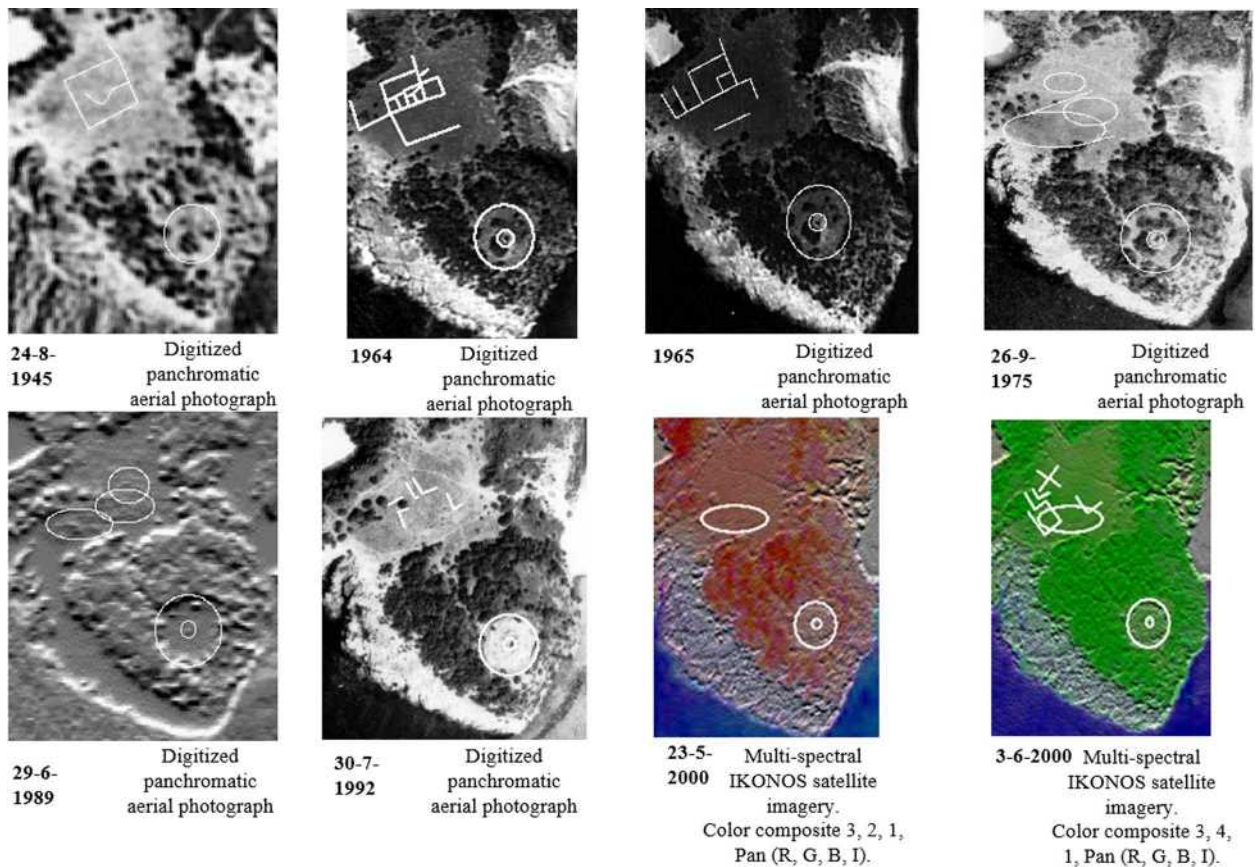 24-8-
1945
Digitized
panchromatic
aerial photograph
1964
Digitized
panchromatic
aerial photograph
1965
Digitized
panchromatic
aerial photograph
26-9-
1975
Digitized
panchromatic
aerial photograph
29-6-
1989
Digitized
panchromatic
aerial photograph
30-7-
1992
Digitized
panchromatic
aerial photograph
23-5-
2000
Multi-spectral
IKONOS satellite
imagery.
Color composite 3, 2, 1,
Pan (R, G, B, I).
3-6-2000
Multi-spectral
IKONOS satellite
imagery.
Color composite 3, 4,
1, Pan (R, G, B, I).